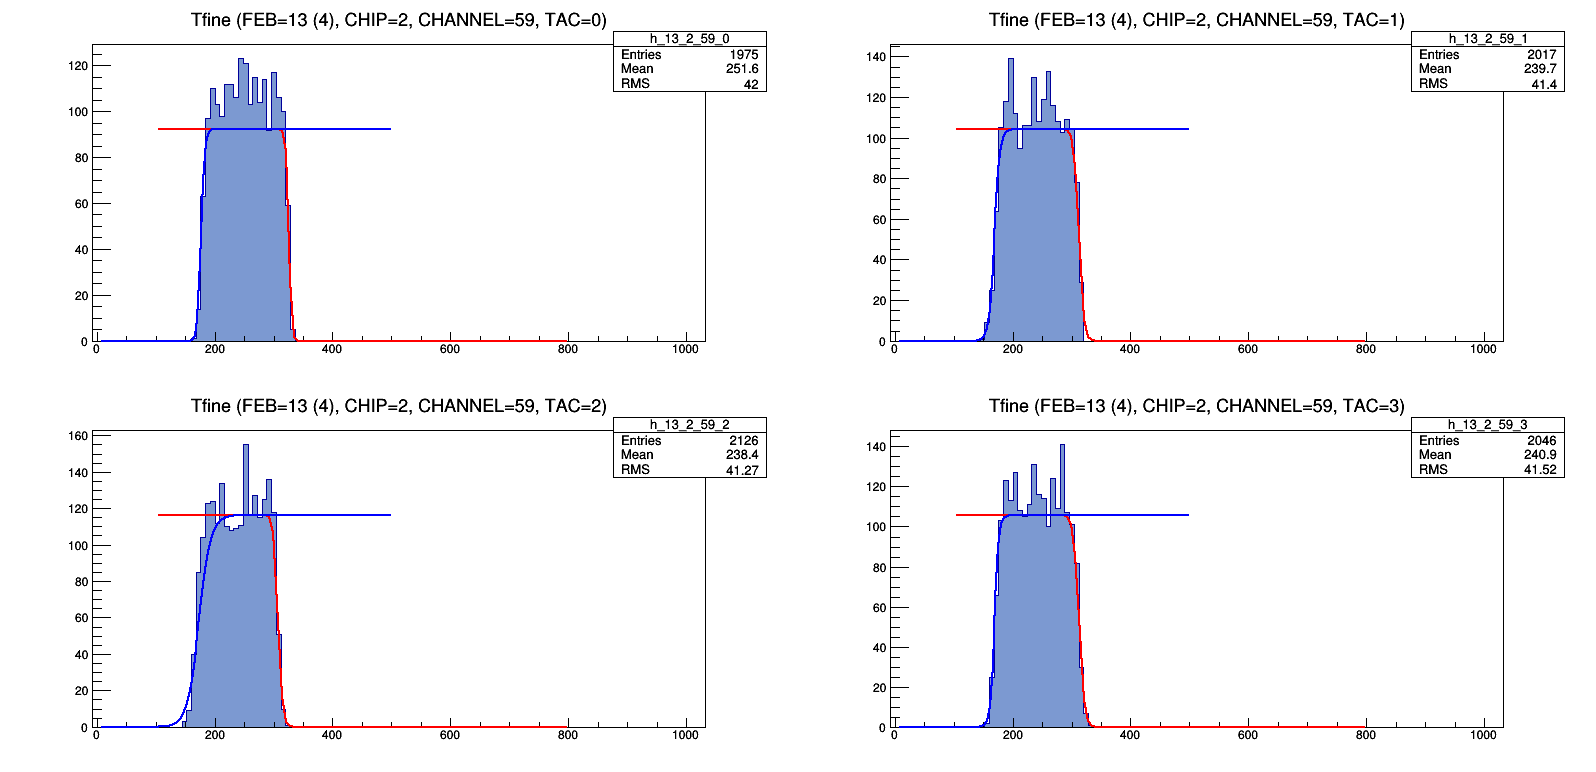 Tfine (FEB=13 (4), CHIP=2, CHANNEL=59, TAC=0)
h_13_2_59_0
Entries 1975
Mean 251.6
RMS 42
120
100
80
60
40
20
0
0 200 400 600 800 1000
Tfine (FEB=13 (4), CHIP=2, CHANNEL=59, TAC=1)
h_13_2_59_1
Entries 2017
Mean 239.7
RMS 41.4
140
120
100
80
60
40
20
0
0 200 400 600 800 1000
Tfine (FEB=13 (4), CHIP=2, CHANNEL=59, TAC=2)
h_13_2_59_2
Entries 2126
Mean 238.4
RMS 41.27
160
140
120
100
80
60
40
20
0
0 200 400 600 800 1000
Tfine (FEB=13 (4), CHIP=2, CHANNEL=59, TAC=3)
h_13_2_59_3
Entries 2046
Mean 240.9
RMS 41.52
140
120
100
80
60
40
20
0
0 200 400 600 800 1000